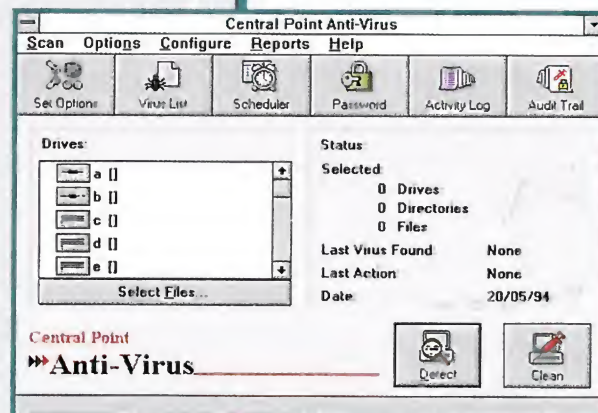 Central Point Anti-Virus
Scan Options Configure Reports Help
Set Options Virus List Scheduler Password Activity Log Audit Trail
Drives:
a []
b []
c []
d []
e []
Select Files...
Status:
Selected:
0 Drives
0 Directories
0 Files
Last Virus Found: None
Last Action: None
Date: 20/05/94
Central Point
Anti-Virus
Detect
Clean